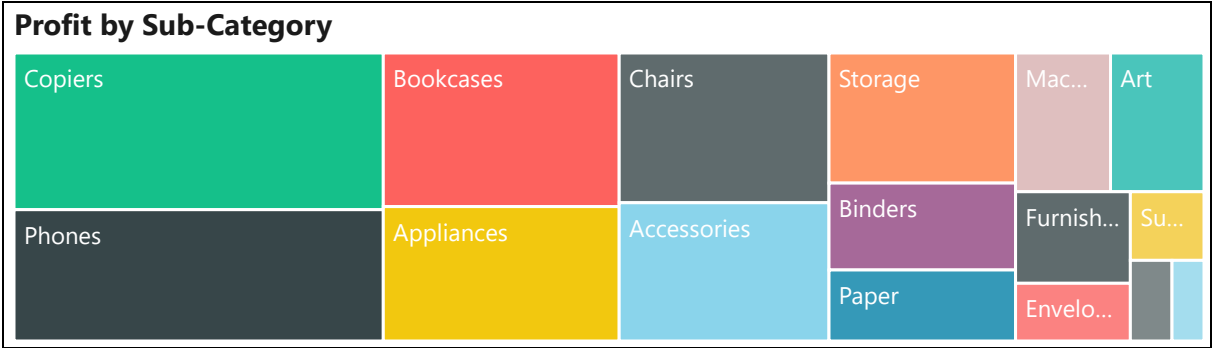 Profit by Sub-Category
Copiers
Bookcases
Chairs
Storage
Mac...
Art
Phones
Appliances
Accessories
Binders
Furnish...
Su...
Paper
Envelo...